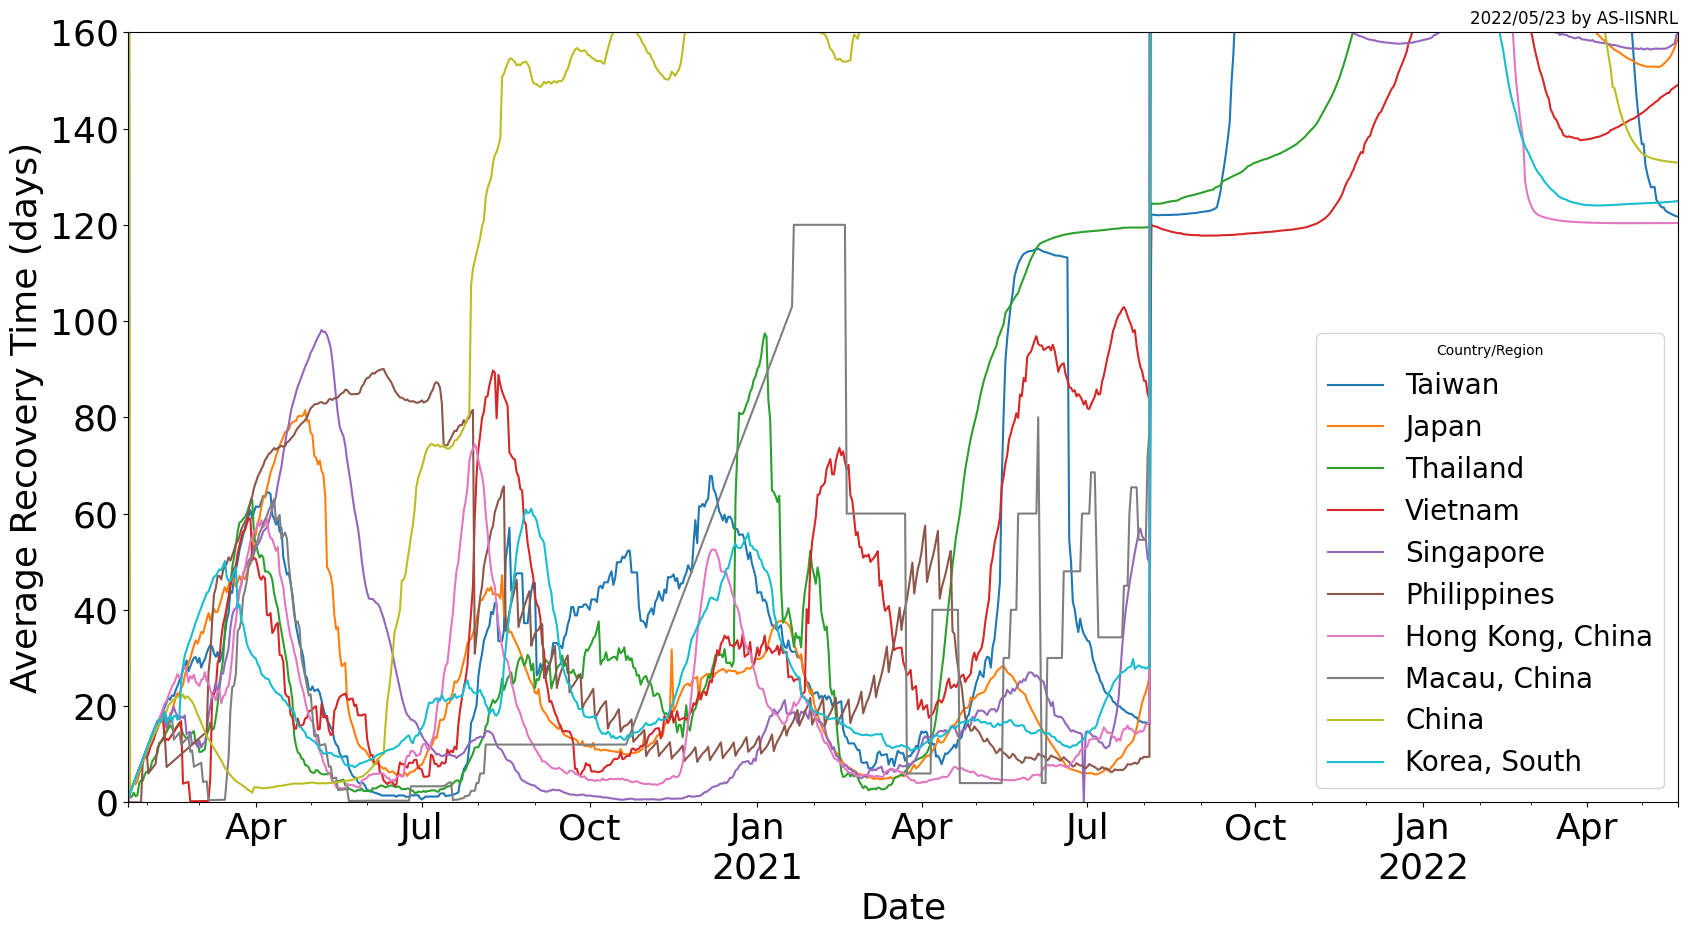 2022/05/23 by AS-IISNRL
160
140
120
100
80
60
40
20
0
Average Recovery Time (days)
Country/Region
Taiwan
Japan
Thailand
Vietnam
Singapore
Philippines
Hong Kong, China
Macau, China
China
Korea, South
Apr Jul Oct Jan Apr Jul Oct Jan Apr
2021 2022
Date